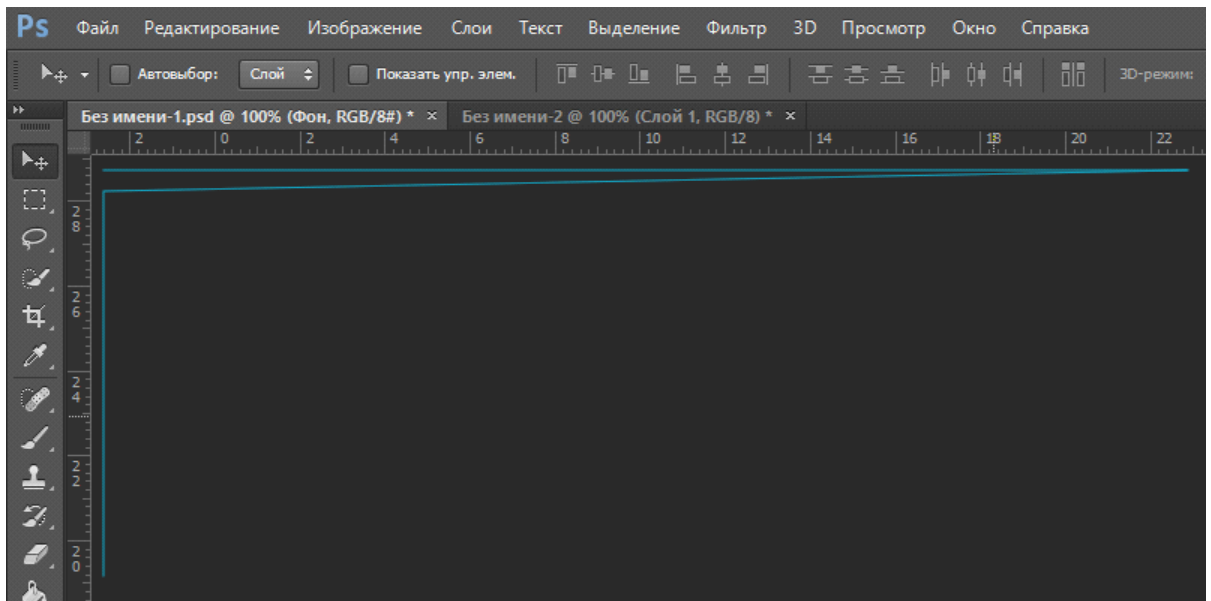 Ps Файл Редактирование Изображение Слои Текст Выделение Фильтр 3D Просмотр Окно Справка
Автовыбор: Слой Показать упр. элем. 3D-режим:
Без имени-1.psd @ 100% (Фон, RGB/8#) * × Без имени-2 @ 100% (Слой 1, RGB/8) * ×
2 0 2 4 6 8 10 12 14 16 18 20 22
28
26
24
22
20